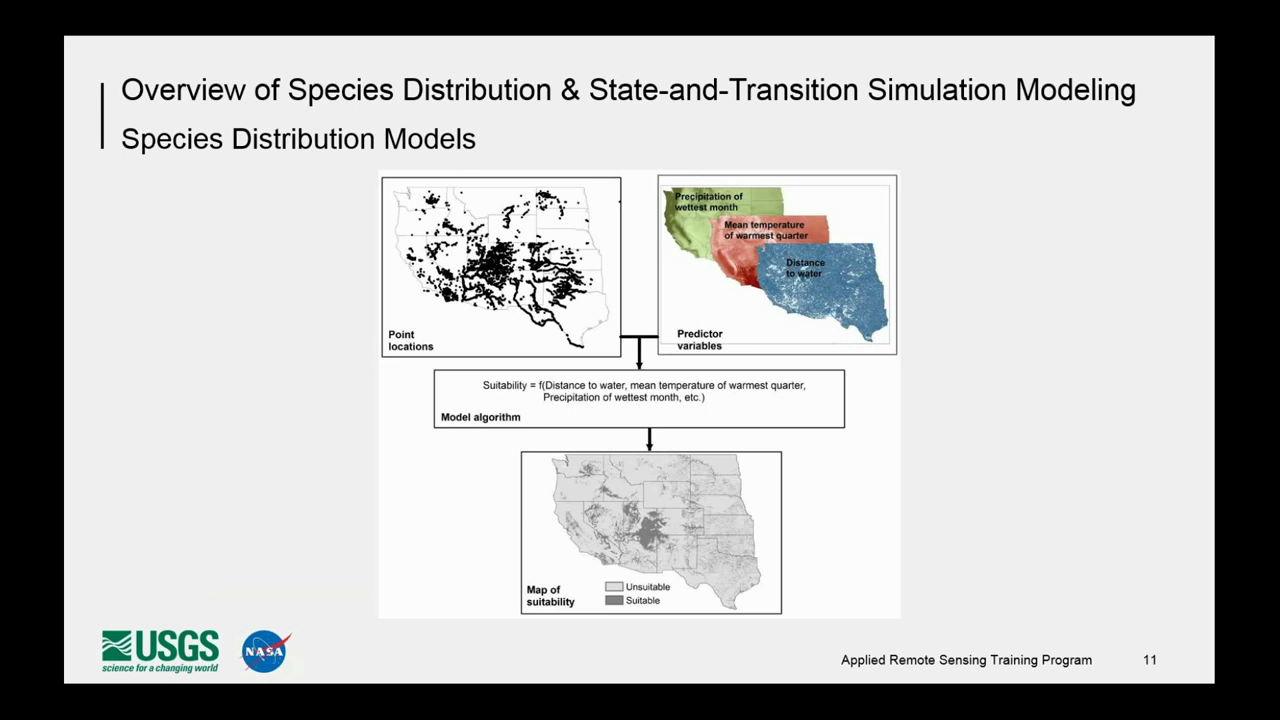 Overview of Species Distribution & State-and-Transition Simulation Modeling
Species Distribution Models
Point
locations
Precipitation of
wettest month
Mean temperature
of warmest quarter
Distance
to water
Predictor
variables
Suitability = f(Distance to water, mean temperature of warmest quarter,
Precipitation of wettest month, etc.)
Model algorithm
Map of
suitability
Unsuitable
Suitable
USGS
science for a changing world
NASA
Applied Remote Sensing Training Program
11